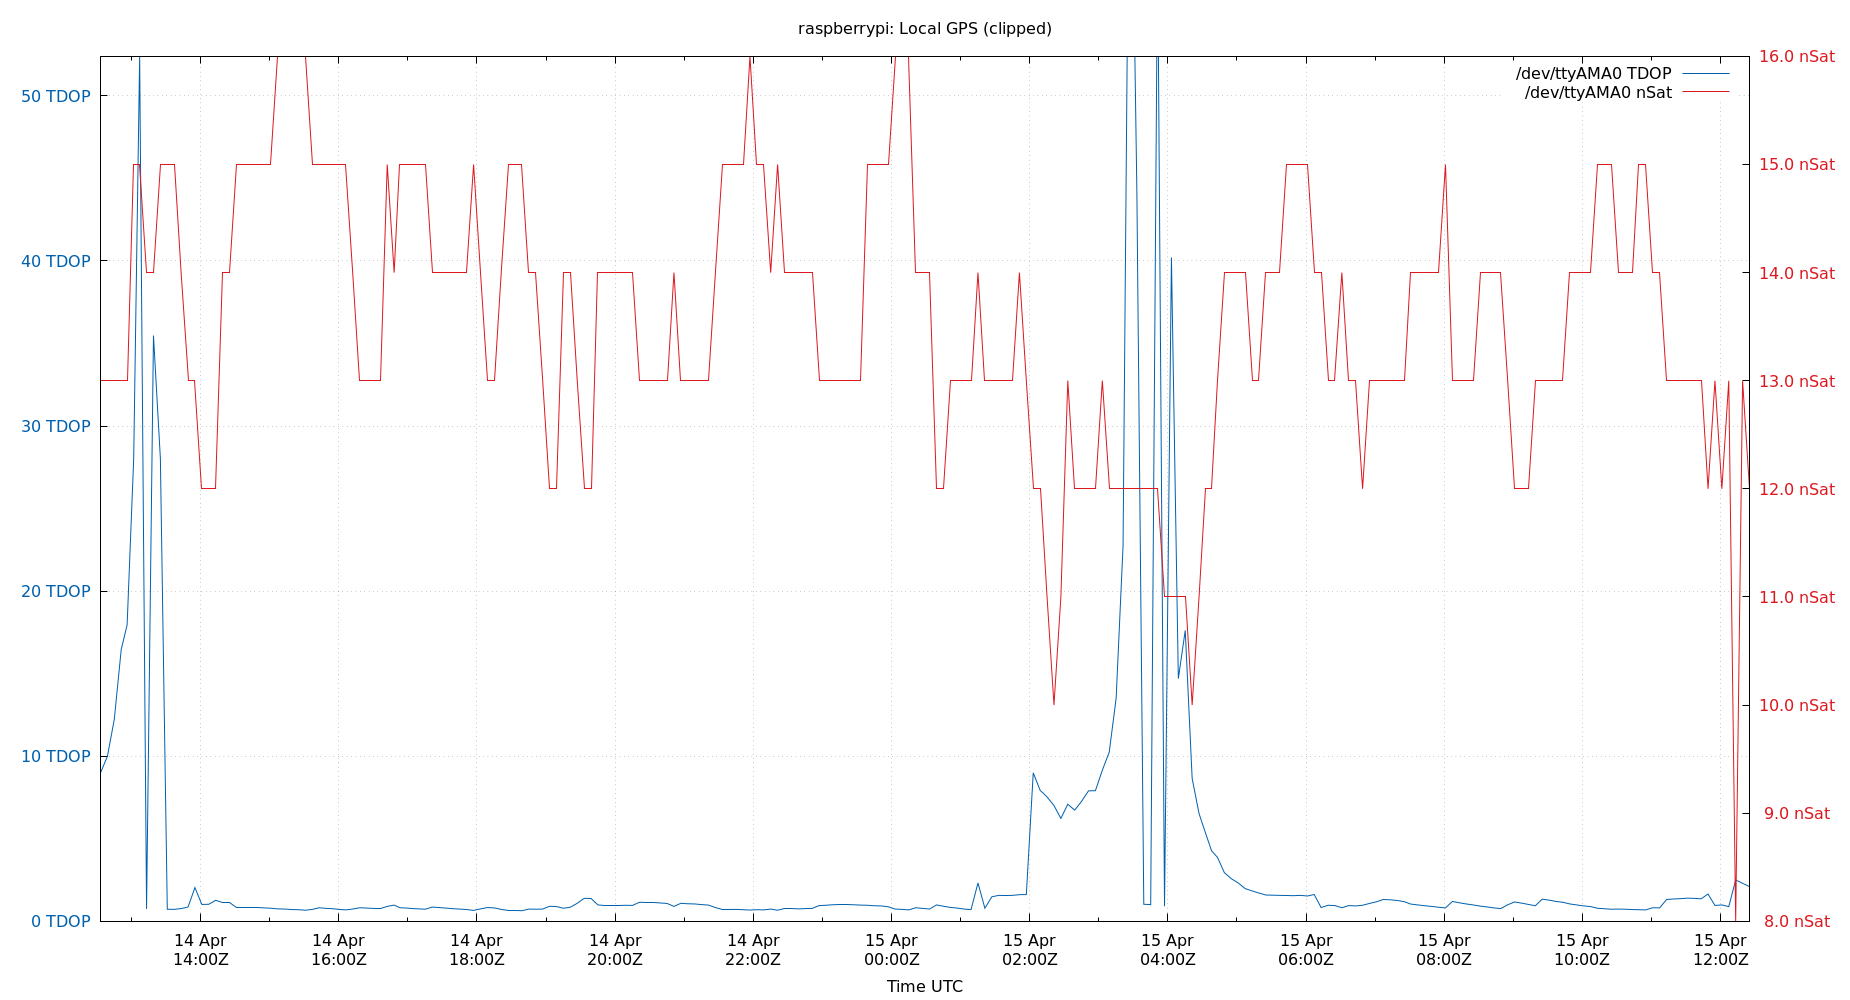 raspberrypi: Local GPS (clipped)
/dev/ttyAMA0 TDOP
/dev/ttyAMA0 nSat
50 TDOP
40 TDOP
30 TDOP
20 TDOP
10 TDOP
0 TDOP
16.0 nSat
15.0 nSat
14.0 nSat
13.0 nSat
12.0 nSat
11.0 nSat
10.0 nSat
9.0 nSat
8.0 nSat
14 Apr 14 Apr 14 Apr 14 Apr 14 Apr 15 Apr 15 Apr 15 Apr 15 Apr 15 Apr 15 Apr 15 Apr
14:00Z 16:00Z 18:00Z 20:00Z 22:00Z 00:00Z 02:00Z 04:00Z 06:00Z 08:00Z 10:00Z 12:00Z
Time UTC